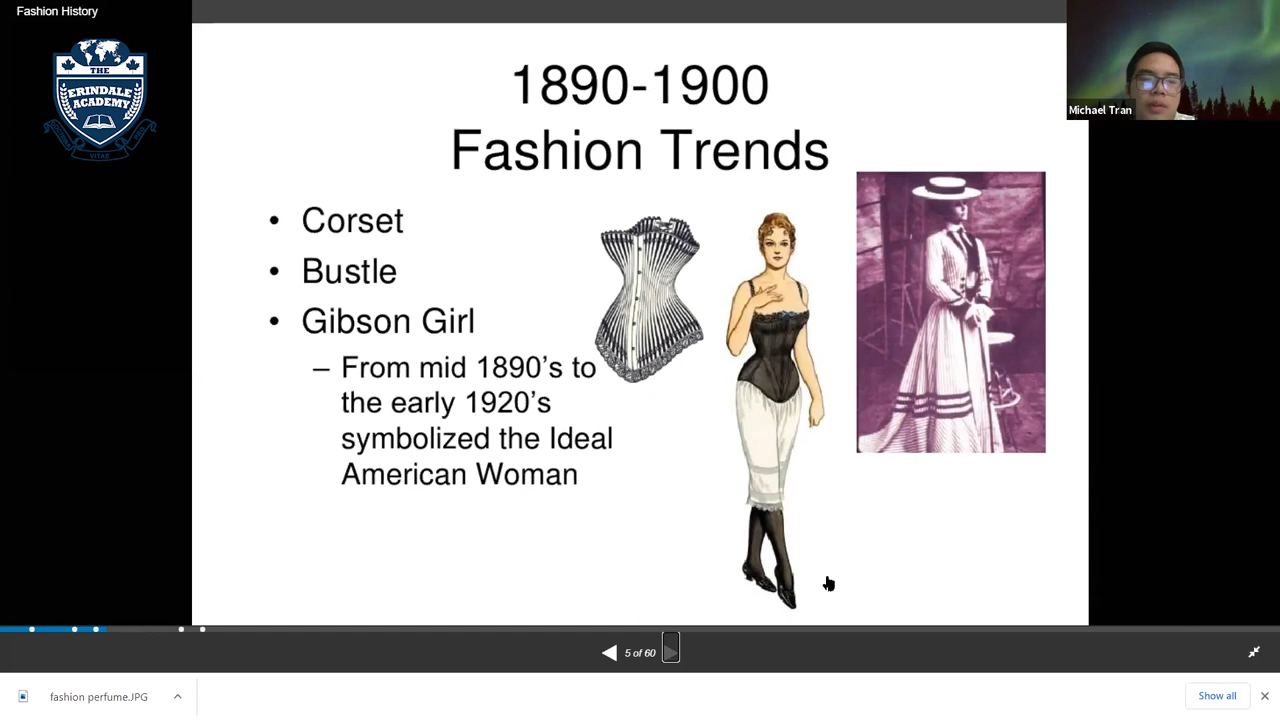 Fashion History
THE
ERINDALE
ACADEMY
VITAE
1890-1900
Fashion Trends
• Corset
• Bustle
• Gibson Girl
– From mid 1890’s to
the early 1920’s
symbolized the Ideal
American Woman
Michael Tran
5 of 60
fashion perfume.JPG
Show all